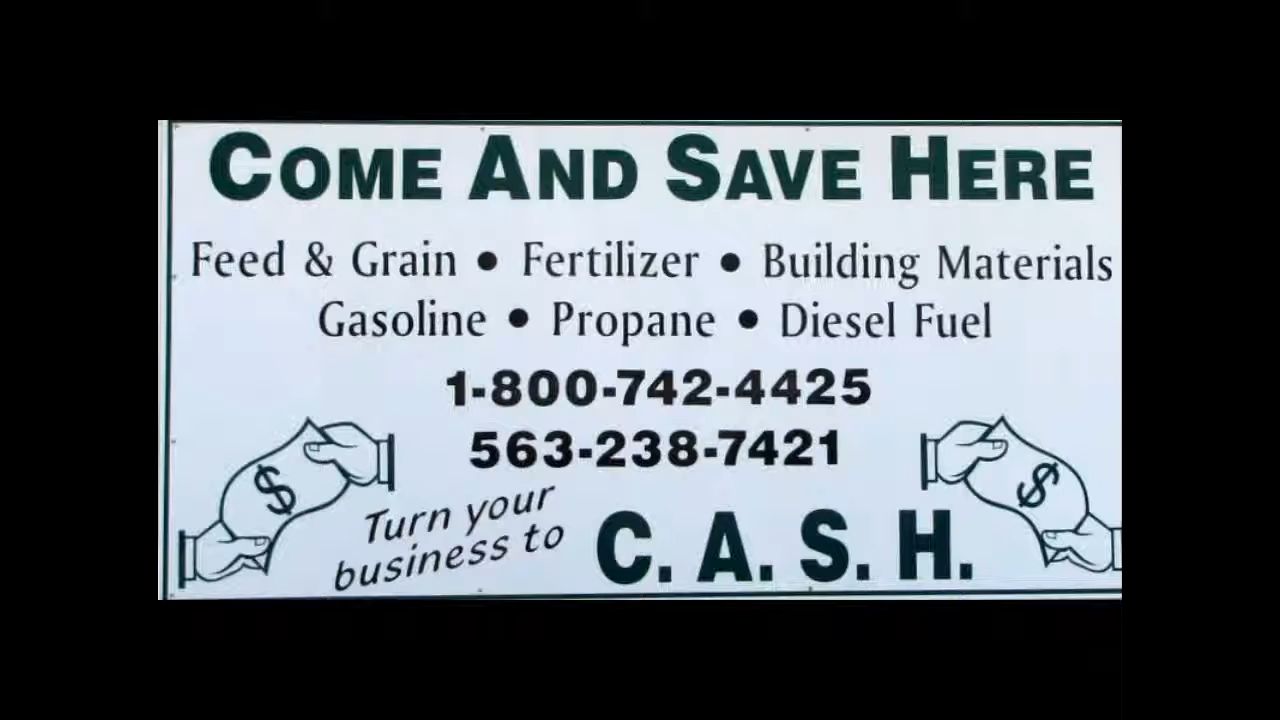 COME AND SAVE HERE
Feed & Grain • Fertilizer • Building Materials
Gasoline • Propane • Diesel Fuel
1-800-742-4425
563-238-7421
$ $
Turn your
business to C. A. S. H.